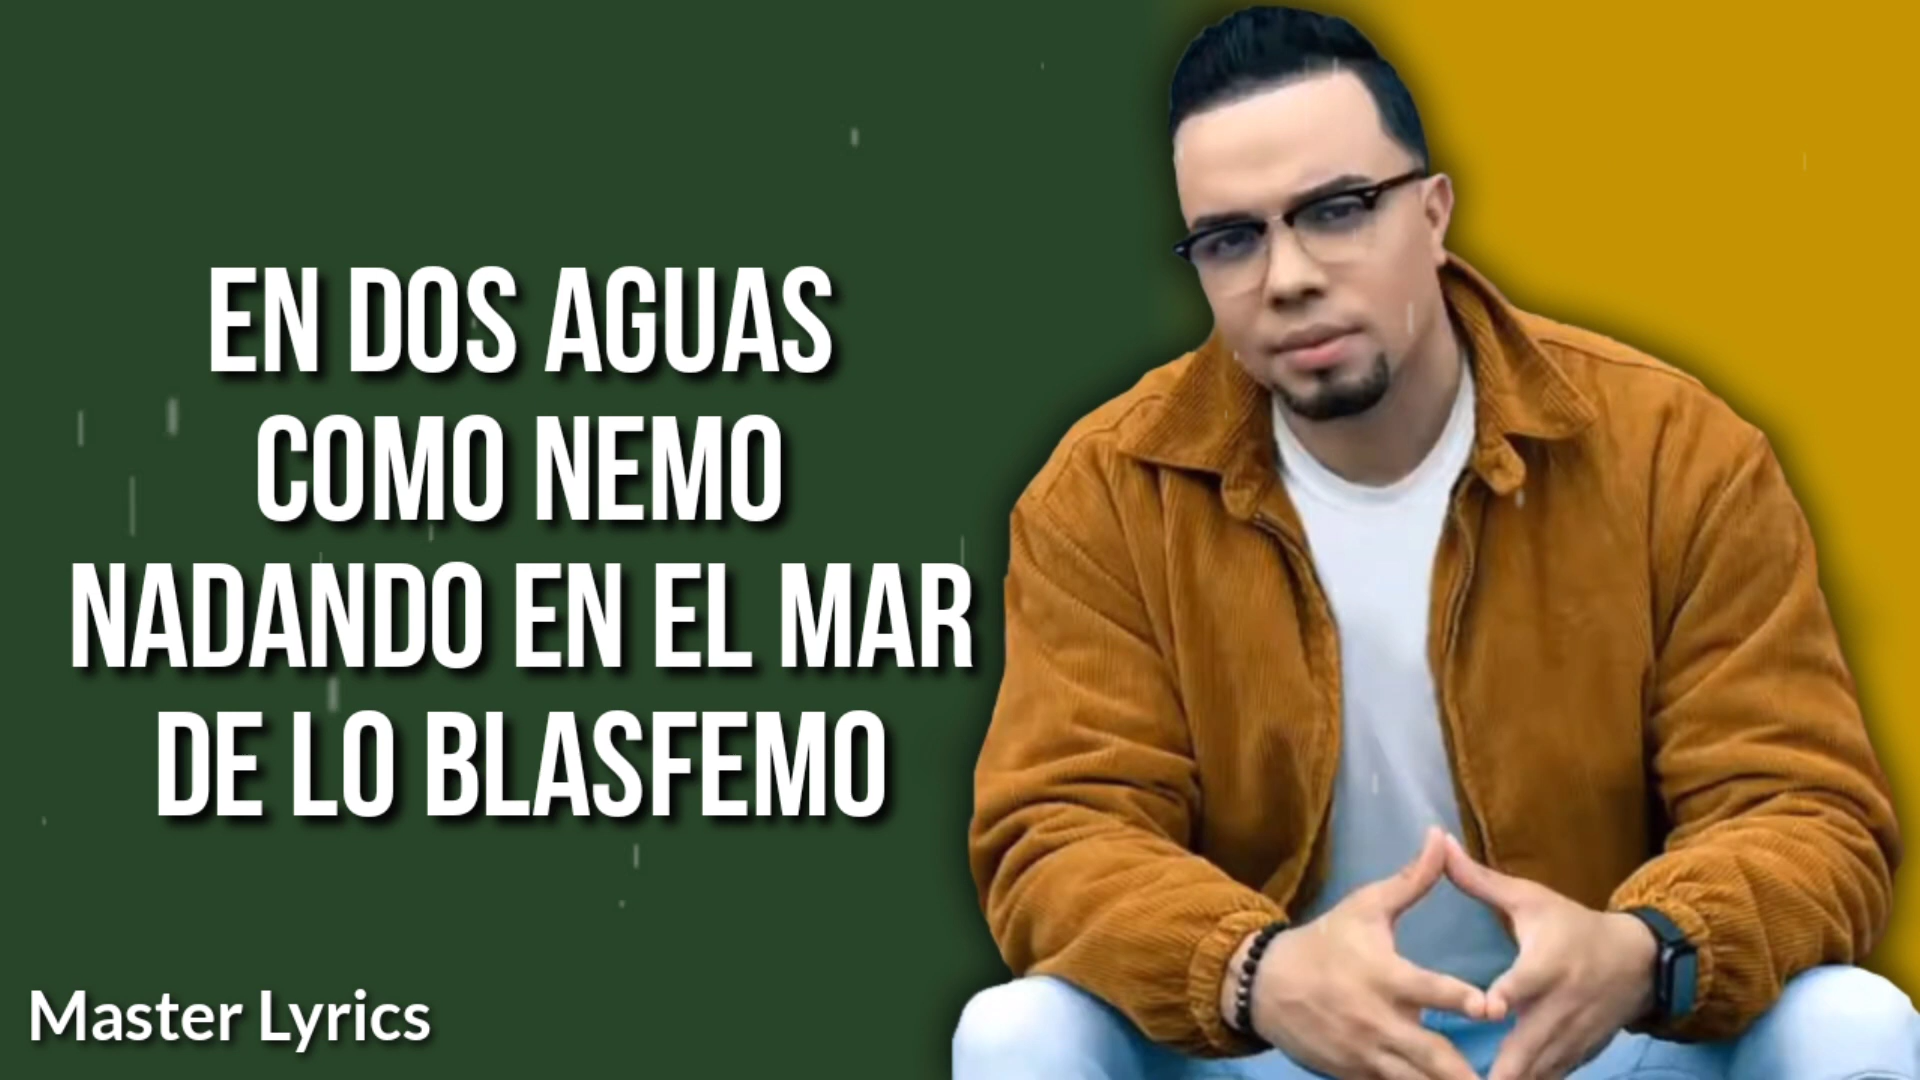 EN DOS AGUAS
COMO NEMO
NADANDO EN EL MAR
DE LO BLASFEMO
Master Lyrics